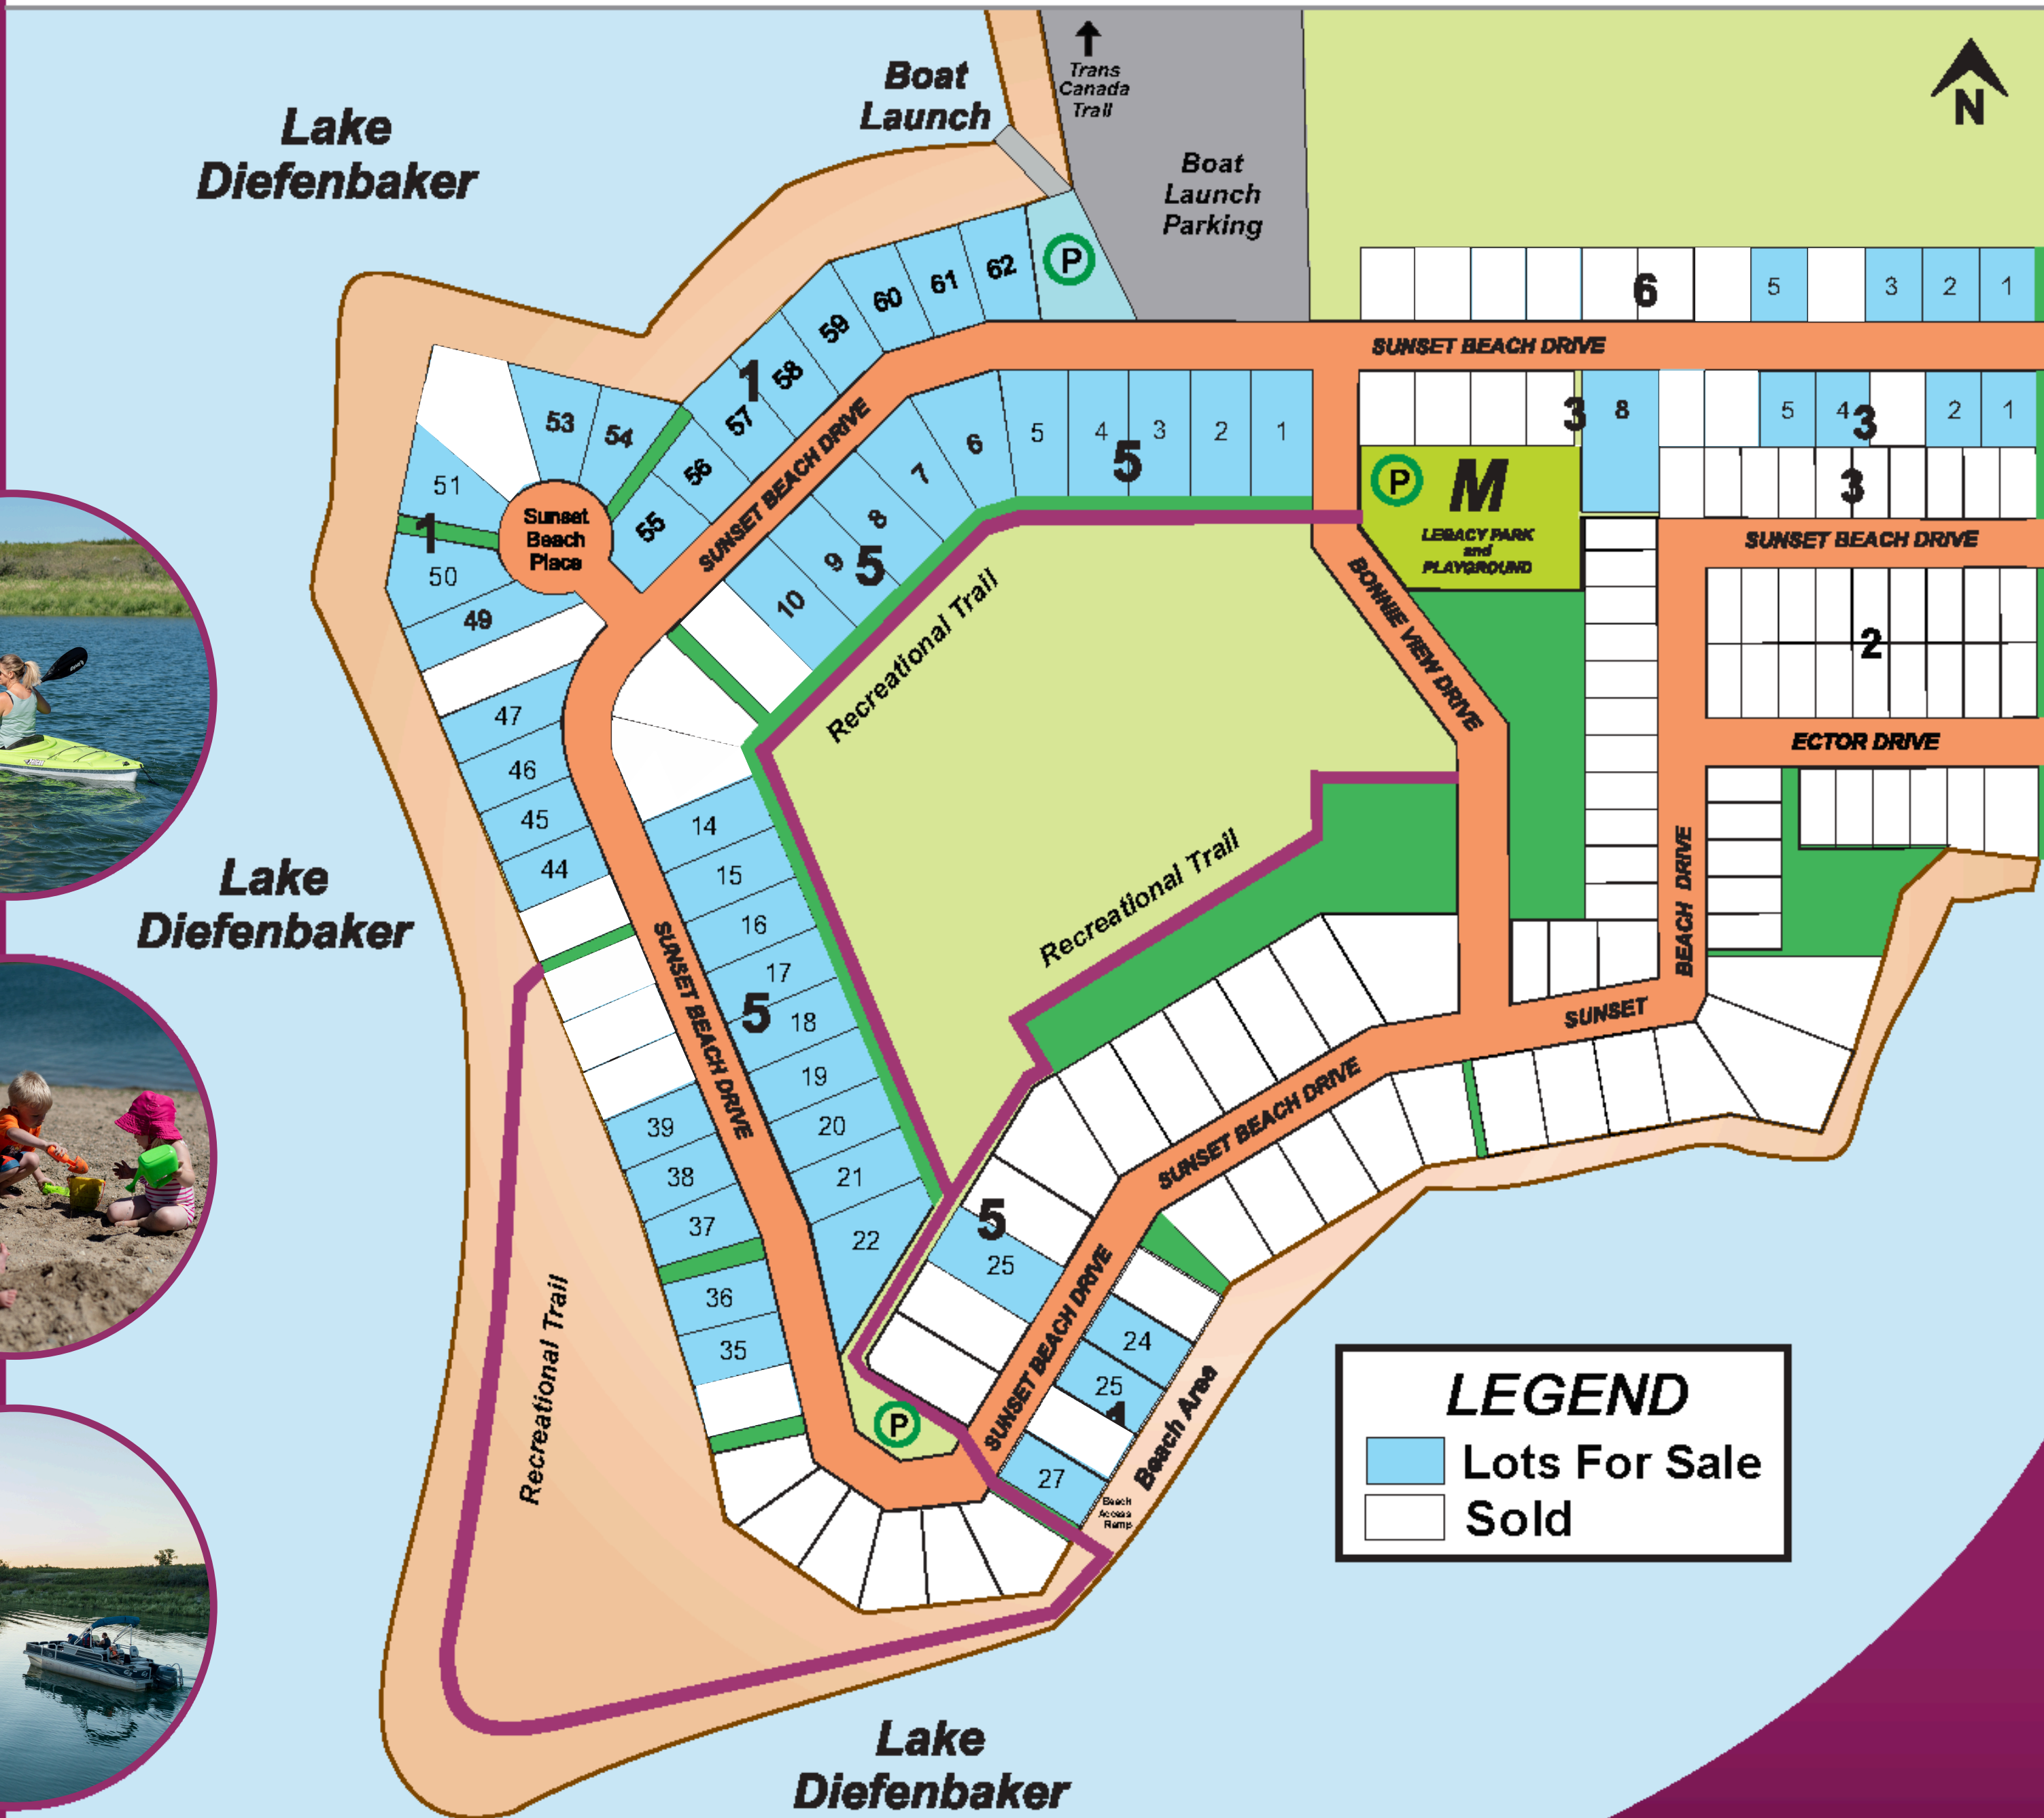 Lake
Diefenbaker
Boat
Launch
Trans
Canada
Trail
Boat
Launch
Parking
N
P
62
61
60
59
58
57
56
55
1
6
5
3
2
1
SUNSET BEACH DRIVE
3
8
5
4
3
2
1
53
54
51
1
50
49
Sunset
Beach
Place
SUNSET BEACH DRIVE
5
4
3
2
1
5
6
7
8
9
5
10
P
M
LEGACY PARK
and
PLAYGROUND
3
SUNSET BEACH DRIVE
2
ECTOR DRIVE
BONNIE VIEW DRIVE
Recreational Trail
47
46
45
44
14
15
16
17
5
18
19
20
21
22
SUNSET BEACH DRIVE
39
38
37
36
35
Lake
Diefenbaker
Recreational Trail
BEACH DRIVE
SUNSET
SUNSET BEACH DRIVE
5
25
SUNSET BEACH DRIVE
24
25
1
27
Beach Area
Beach
Access
Ramp
P
Recreational Trail
LEGEND
Lots For Sale
Sold
Lake
Diefenbaker